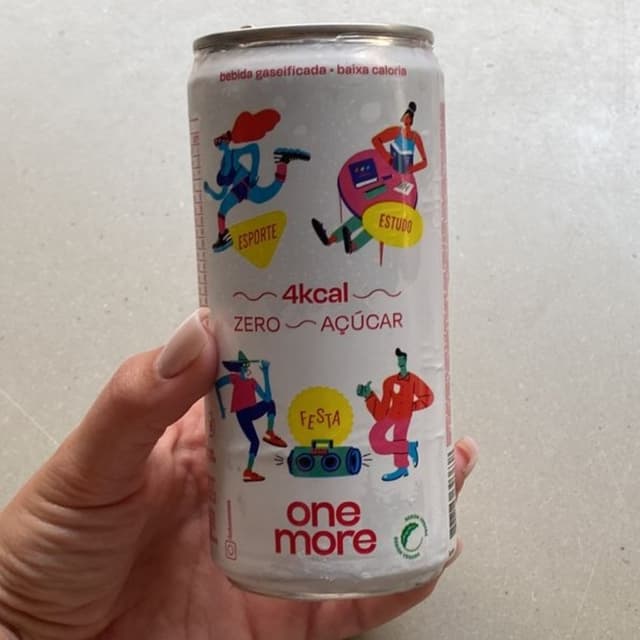 bebida gaseificada • baixa caloria
ESPORTE
ESTUDO
4kcal
ZERO AÇÚCAR
FESTA
one
more